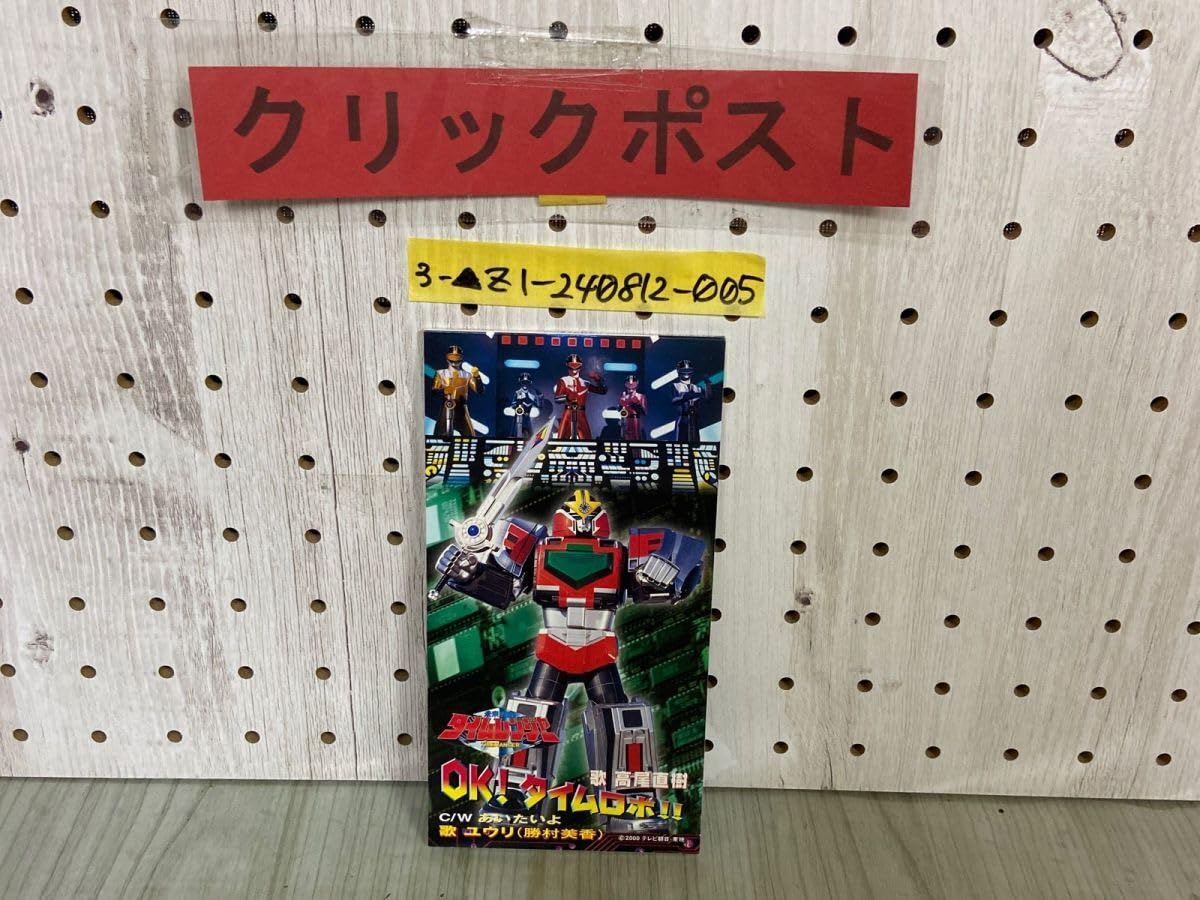 クリックポスト
3-▲Z1-240812-005
タイムレンジャー
歌 高尾直樹
OK! タイムロボ!!
C/W あいたいよ
歌 ユウリ(勝村美香)
©2000 テレビ朝日・東映